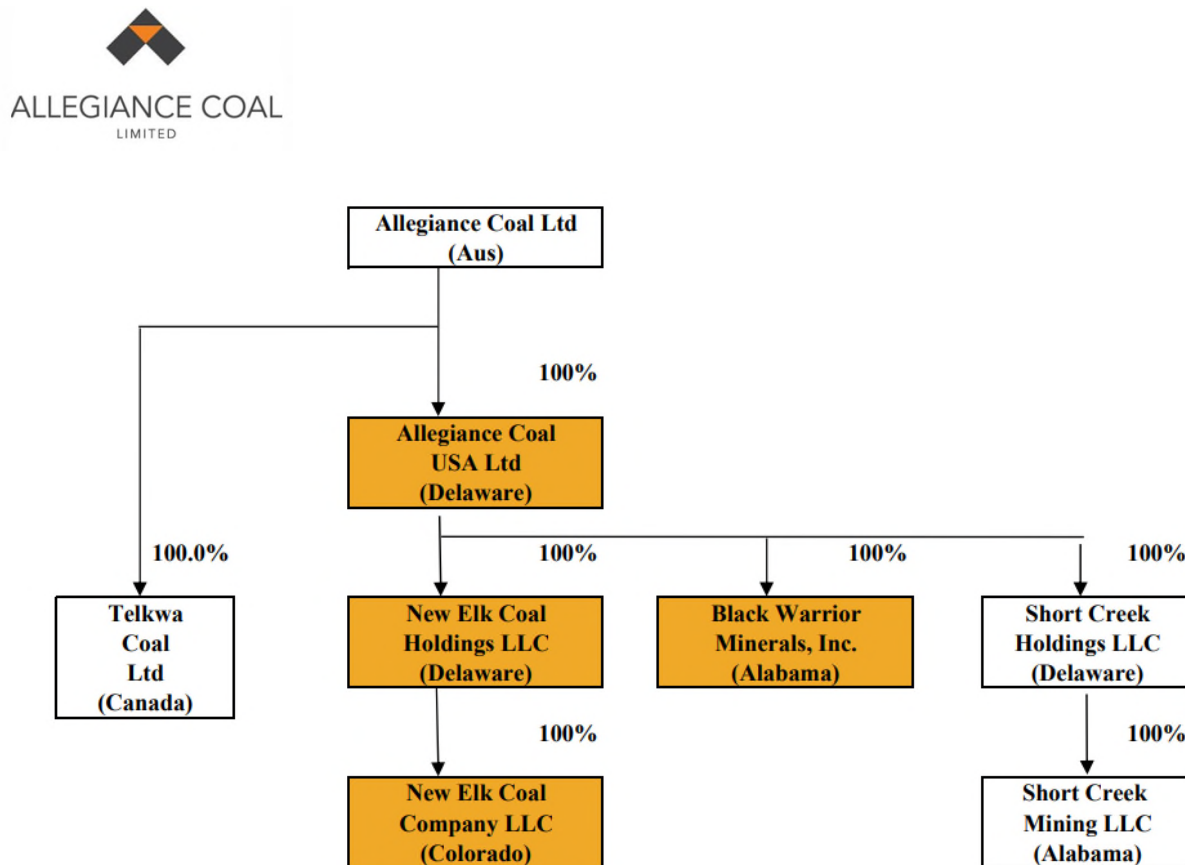 ALLEGIANCE COAL
LIMITED
Allegiance Coal Ltd
(Aus)
100%
Allegiance Coal
USA Ltd
(Delaware)
100.0%
100%
100%
100%
Telkwa
Coal
Ltd
(Canada)
New Elk Coal
Holdings LLC
(Delaware)
Black Warrior
Minerals, Inc.
(Alabama)
Short Creek
Holdings LLC
(Delaware)
100%
100%
New Elk Coal
Company LLC
(Colorado)
Short Creek
Mining LLC
(Alabama)